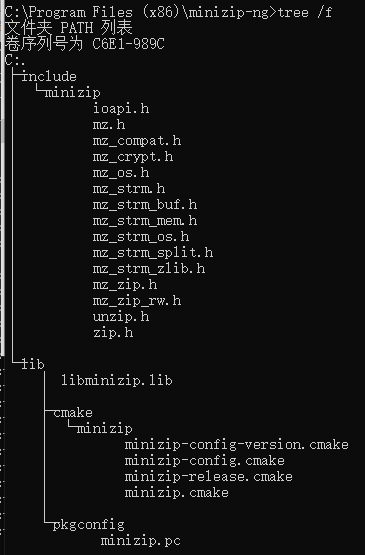 C:\Program Files (x86)\minizip-ng>tree /f
文件夹 PATH 列表
卷序列号为 C6E1-989C
C:.
├─include
│  └─minizip
│          ioapi.h
│          mz.h
│          mz_compat.h
│          mz_crypt.h
│          mz_os.h
│          mz_strm.h
│          mz_strm_buf.h
│          mz_strm_mem.h
│          mz_strm_os.h
│          mz_strm_split.h
│          mz_strm_zlib.h
│          mz_zip.h
│          mz_zip_rw.h
│          unzip.h
│          zip.h
│
└─lib
    │  libminizip.lib
    │
    ├─cmake
    │  └─minizip
    │          minizip-config-version.cmake
    │          minizip-config.cmake
    │          minizip-release.cmake
    │          minizip.cmake
    │
    └─pkgconfig
            minizip.pc